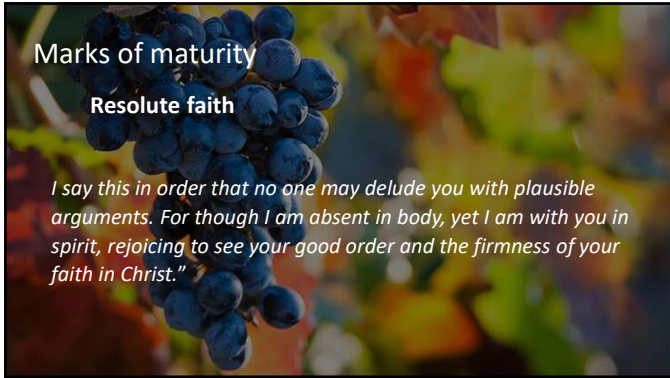 Marks of maturity
Resolute faith
I say this in order that no one may delude you with plausible
arguments. For though I am absent in body, yet I am with you in
spirit, rejoicing to see your good order and the firmness of your
faith in Christ.”